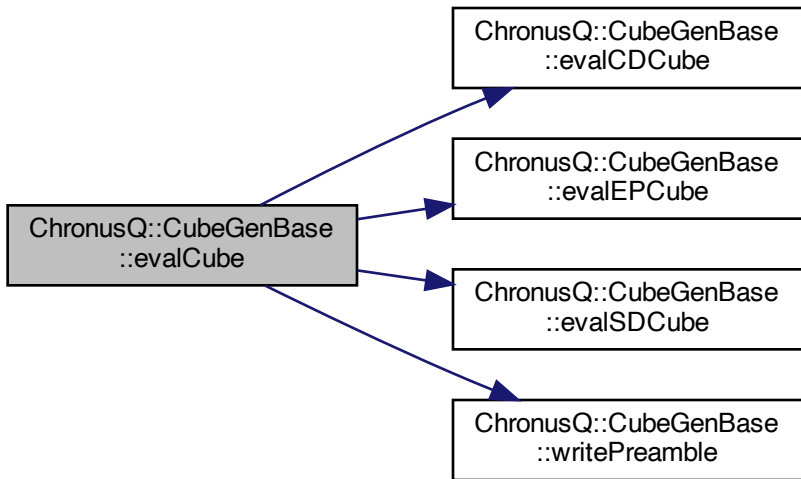 ChronusQ::CubeGenBase
::evalCDCube
ChronusQ::CubeGenBase
::evalEPCube
ChronusQ::CubeGenBase
::evalCube
ChronusQ::CubeGenBase
::evalSDCube
ChronusQ::CubeGenBase
::writePreamble